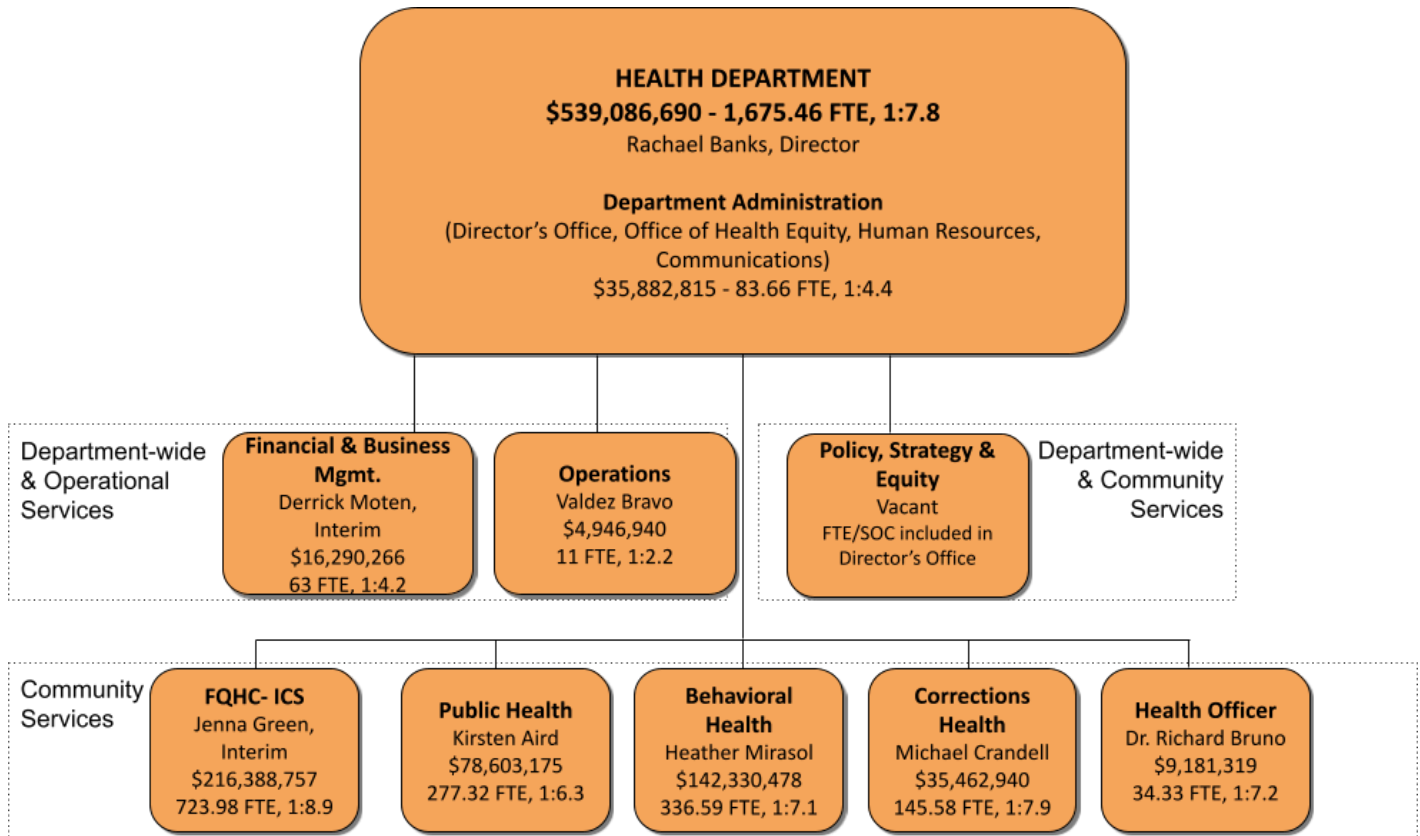 HEALTH DEPARTMENT
$539,086,690 - 1,675.46 FTE, 1:7.8
Rachael Banks, Director
Department Administration
(Director’s Office, Office of Health Equity, Human Resources,
Communications)
$35,882,815 - 83.66 FTE, 1:4.4
Department-wide
& Operational
Services
Financial & Business
Mgmt.
Derrick Moten,
Interim
$16,290,266
63 FTE, 1:4.2
Operations
Valdez Bravo
$4,946,940
11 FTE, 1:2.2
Policy, Strategy &
Equity
Vacant
FTE/SOC included in
Director’s Office
Department-wide
& Community
Services
Community
Services
FQHC- ICS
Jenna Green,
Interim
$216,388,757
723.98 FTE, 1:8.9
Public Health
Kirsten Aird
$78,603,175
277.32 FTE, 1:6.3
Behavioral
Health
Heather Mirasol
$142,330,478
336.59 FTE, 1:7.1
Corrections
Health
Michael Crandell
$35,462,940
145.58 FTE, 1:7.9
Health Officer
Dr. Richard Bruno
$9,181,319
34.33 FTE, 1:7.2